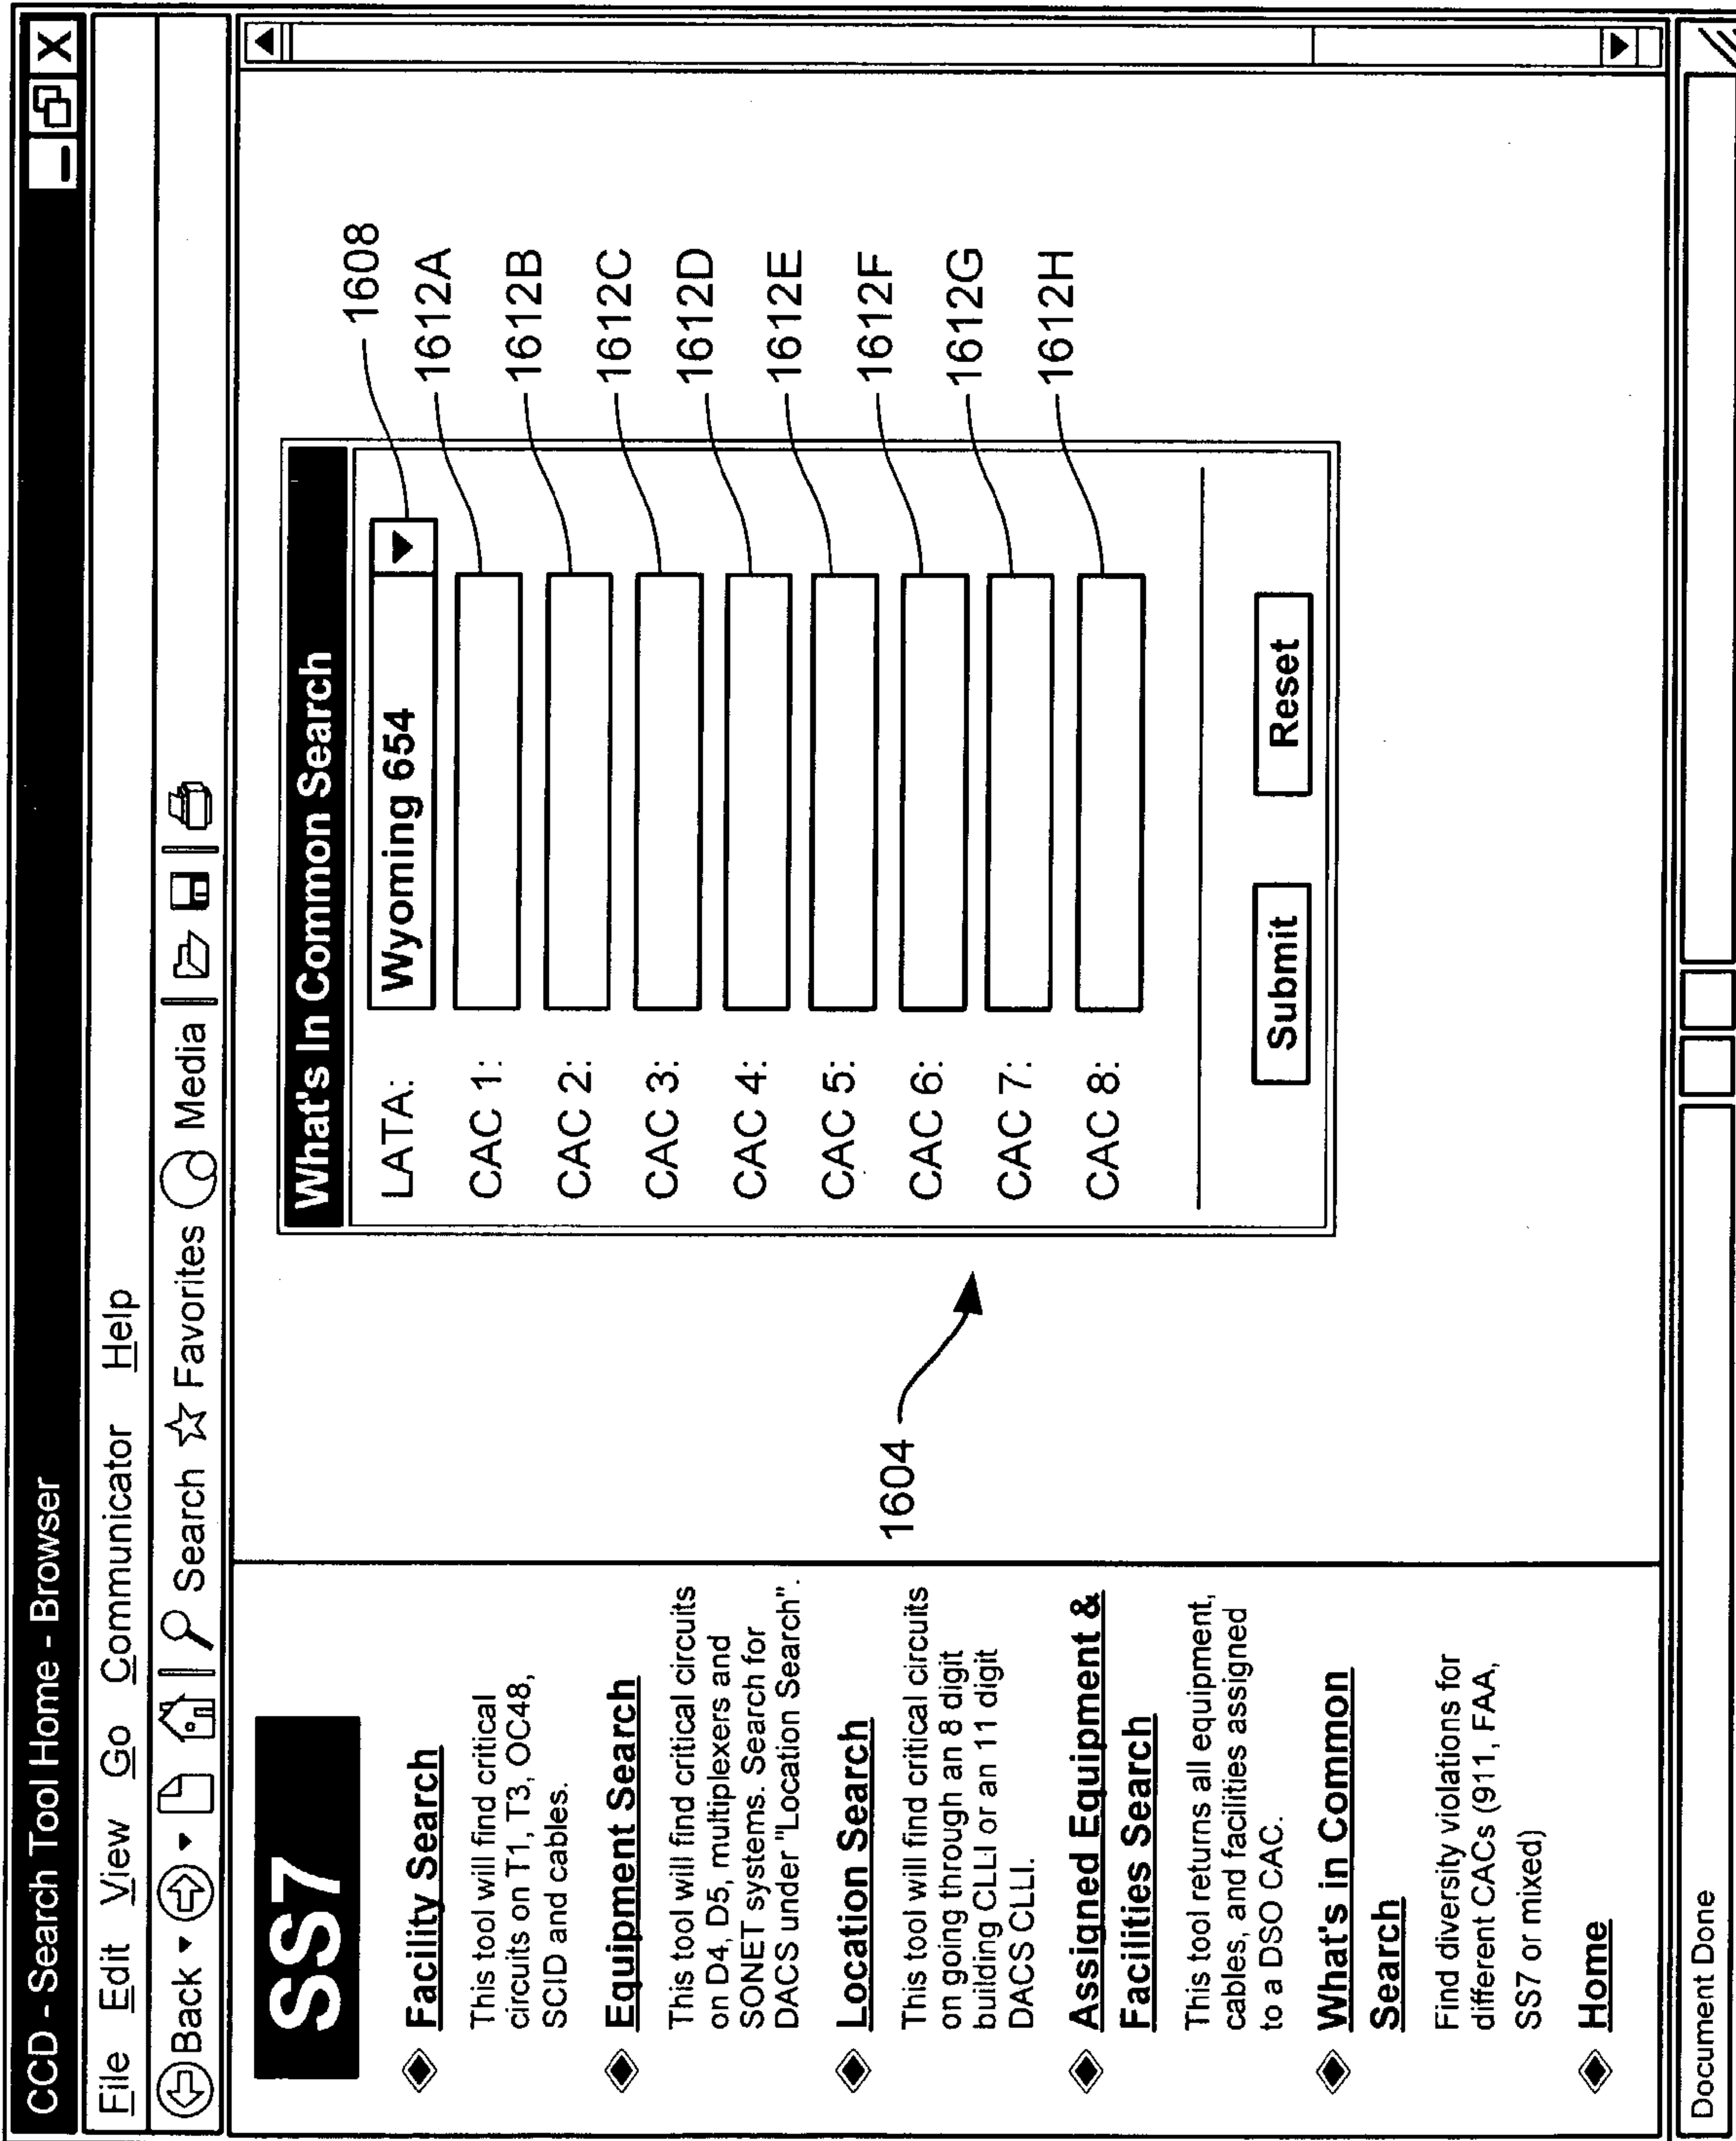 CCD - Search Tool Home - Browser
File Edit View Go Communicator Help
Back Search Favorites Media
SS7
Facility Search
This tool will find critical
circuits on T1, T3, OC48,
SCID and cables.
Equipment Search
This tool will find critical circuits
on D4, D5, multiplexers and
SONET systems. Search for
DACS under "Location Search".
Location Search
This tool will find critical circuits
on going through an 8 digit
building CLLI or an 11 digit
DACS CLLI.
Assigned Equipment &
Facilities Search
This tool returns all equipment,
cables, and facilities assigned
to a DSO CAC.
What's in Common
Search
Find diversity violations for
different CACs (911, FAA,
SS7 or mixed)
Home
1604
What's In Common Search
LATA: Wyoming 654 1608
CAC 1: 1612A
CAC 2: 1612B
CAC 3: 1612C
CAC 4: 1612D
CAC 5: 1612E
CAC 6: 1612F
CAC 7: 1612G
CAC 8: 1612H
Submit Reset
Document Done